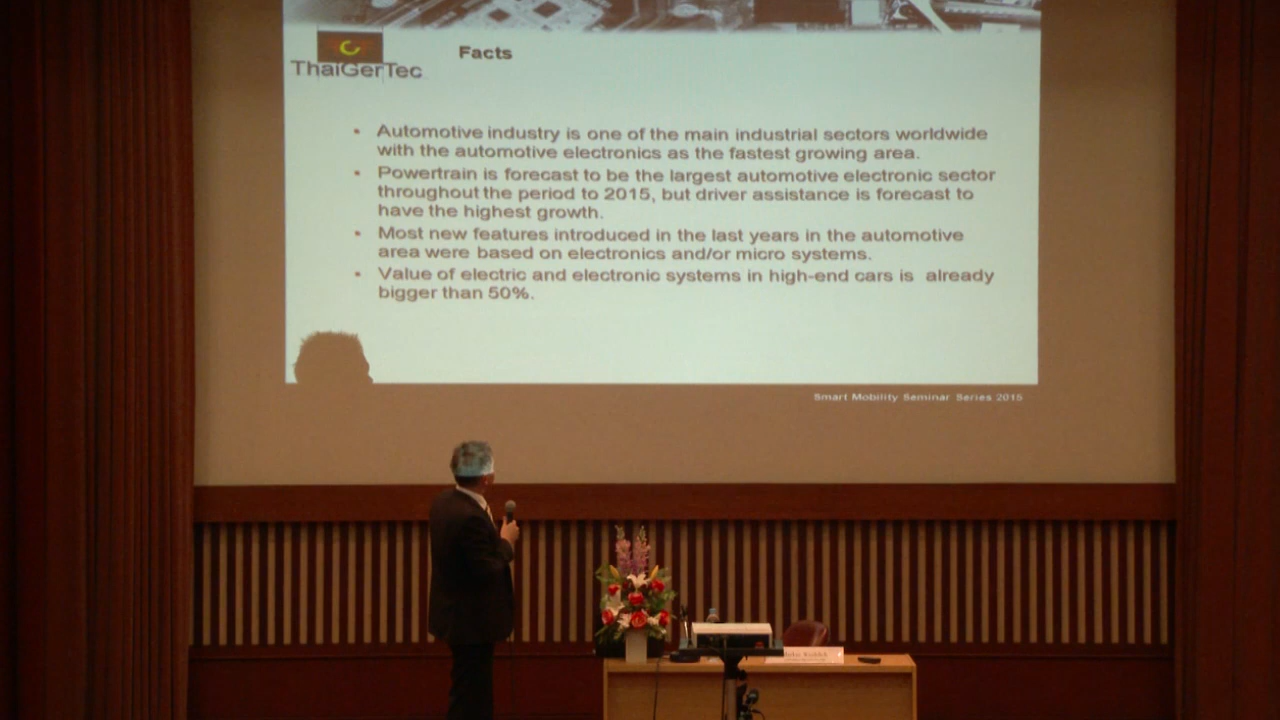 ThaiGerTec
Facts
• Automotive industry is one of the main industrial sectors worldwide
with the automotive electronics as the fastest growing area.
• Powertrain is forecast to be the largest automotive electronic sector
throughout the period to 2015, but driver assistance is forecast to
have the highest growth.
• Most new features introduced in the last years in the automotive
area were based on electronics and/or micro systems.
• Value of electric and electronic systems in high-end cars is already
bigger than 50%.
Smart Mobility Seminar Series 2015